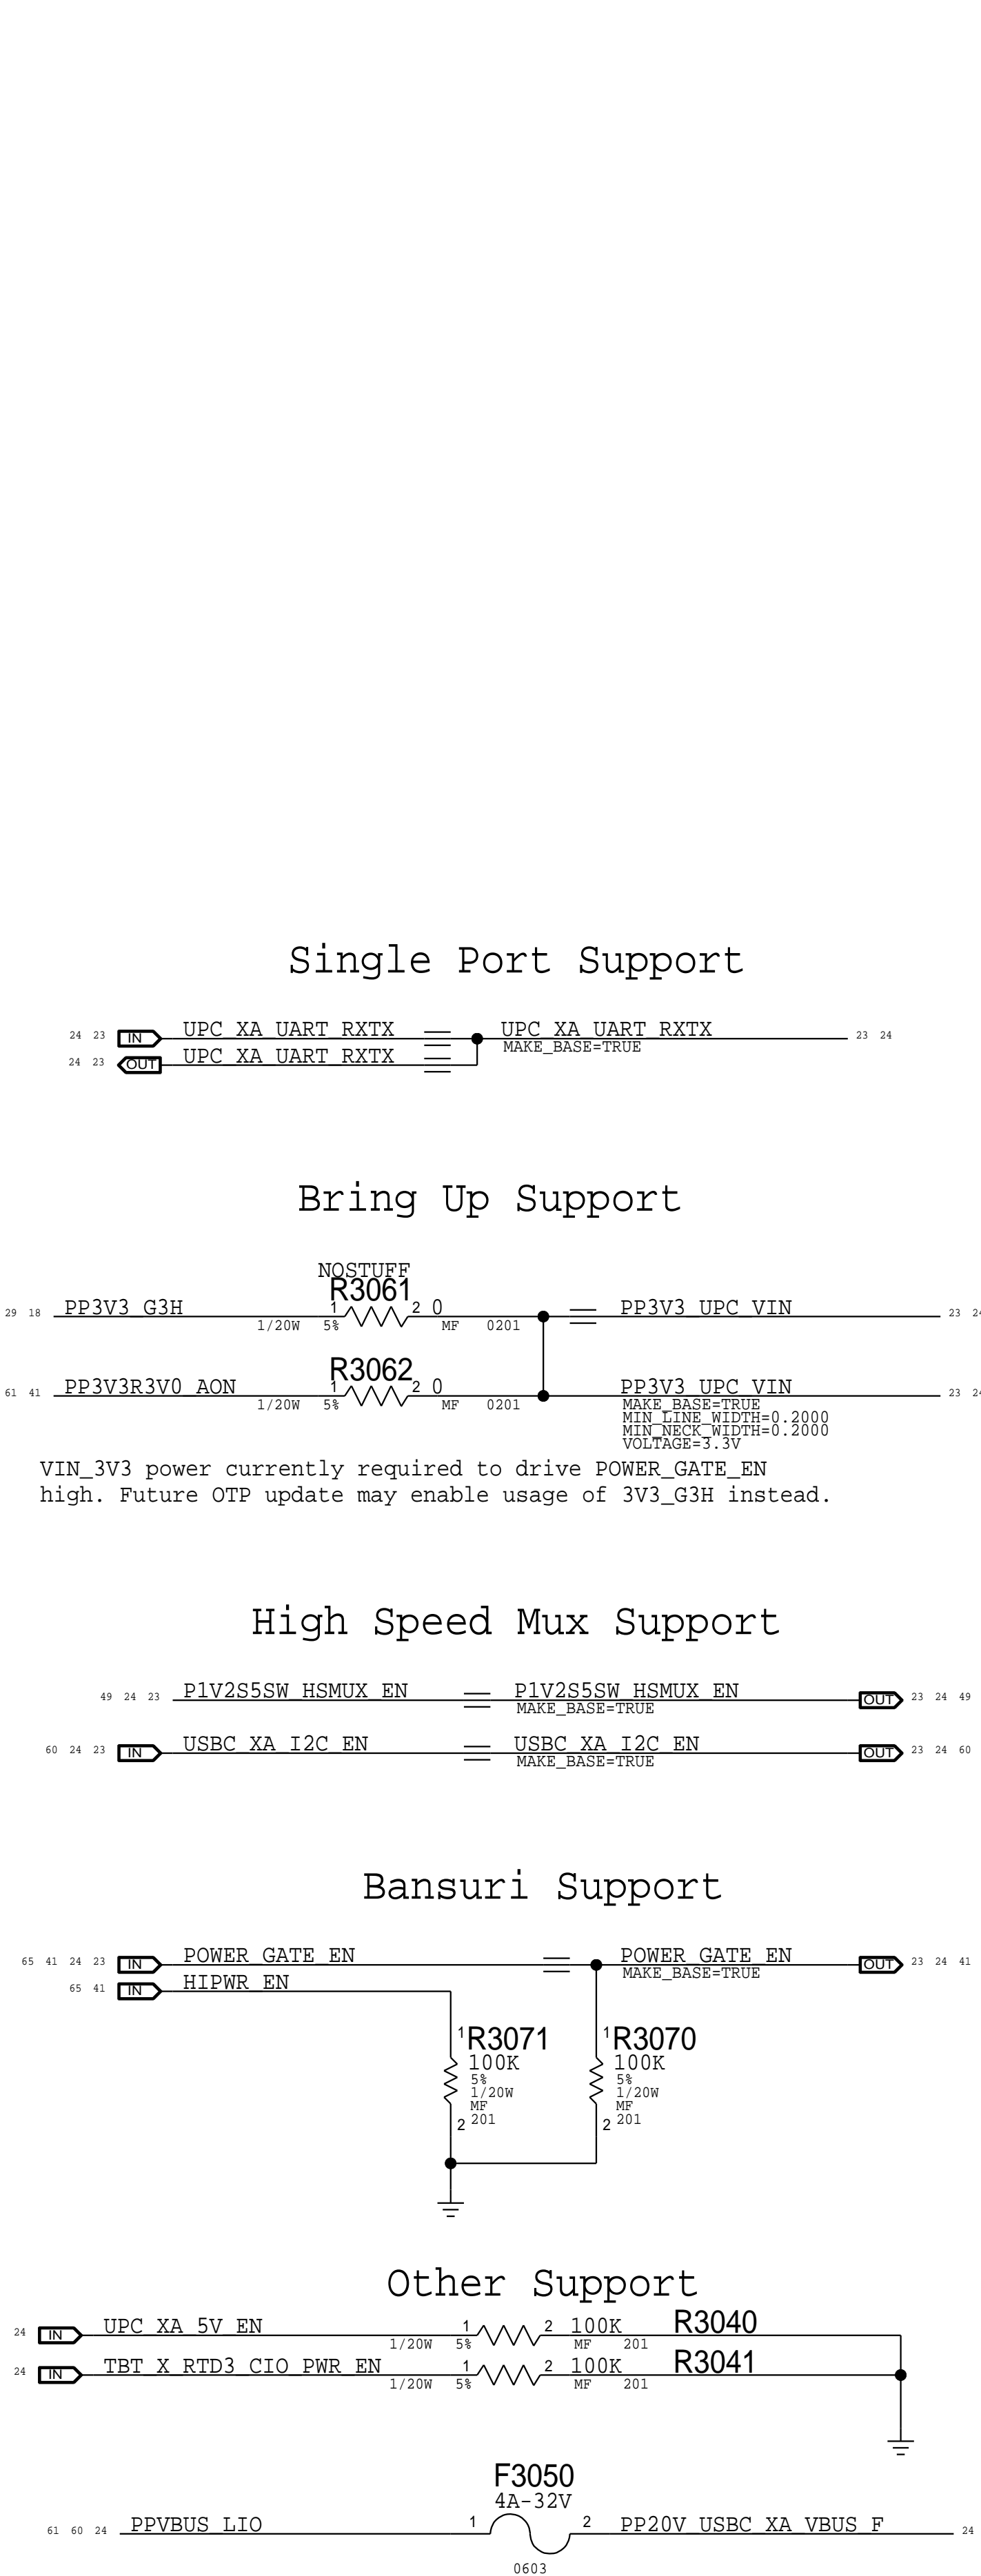 Single Port Support
24 23 IN UPC_XA_UART_RXTX UPC_XA_UART_RXTX 23 24
MAKE_BASE=TRUE
24 23 OUT UPC_XA_UART_RXTX
Bring Up Support
NOSTUFF
R3061
29 18 PP3V3_G3H 1 2 0 PP3V3_UPC_VIN 23
1/20W 5% MF 0201
R3062
61 41 PP3V3R3V0_AON 1 2 0 PP3V3_UPC_VIN 23
1/20W 5% MF 0201 MAKE_BASE=TRUE
MIN_LINE_WIDTH=0.2000
MIN_NECK_WIDTH=0.2000
VOLTAGE=3.3V
VIN_3V3 power currently required to drive POWER_GATE_EN
high. Future OTP update may enable usage of 3V3_G3H instead.
High Speed Mux Support
49 24 23 P1V2S5SW_HSMUX_EN P1V2S5SW_HSMUX_EN OUT 23 24 49
MAKE_BASE=TRUE
60 24 23 IN USBC_XA_I2C_EN USBC_XA_I2C_EN OUT 23 24 60
MAKE_BASE=TRUE
Bansuri Support
65 41 24 23 IN POWER_GATE_EN POWER_GATE_EN OUT 23 24 41
MAKE_BASE=TRUE
65 41 IN HIPWR_EN
1 R3071 1 R3070
100K 100K
5% 5%
1/20W 1/20W
MF MF
2 201 2 201
Other Support
24 IN UPC_XA_5V_EN 1 2 100K R3040
1/20W 5% MF 201
24 IN TBT_X_RTD3_CIO_PWR_EN 1 2 100K R3041
1/20W 5% MF 201
F3050
4A-32V
61 60 24 PPVBUS_LIO 1 2 PP20V_USBC_XA_VBUS_F 24
0603